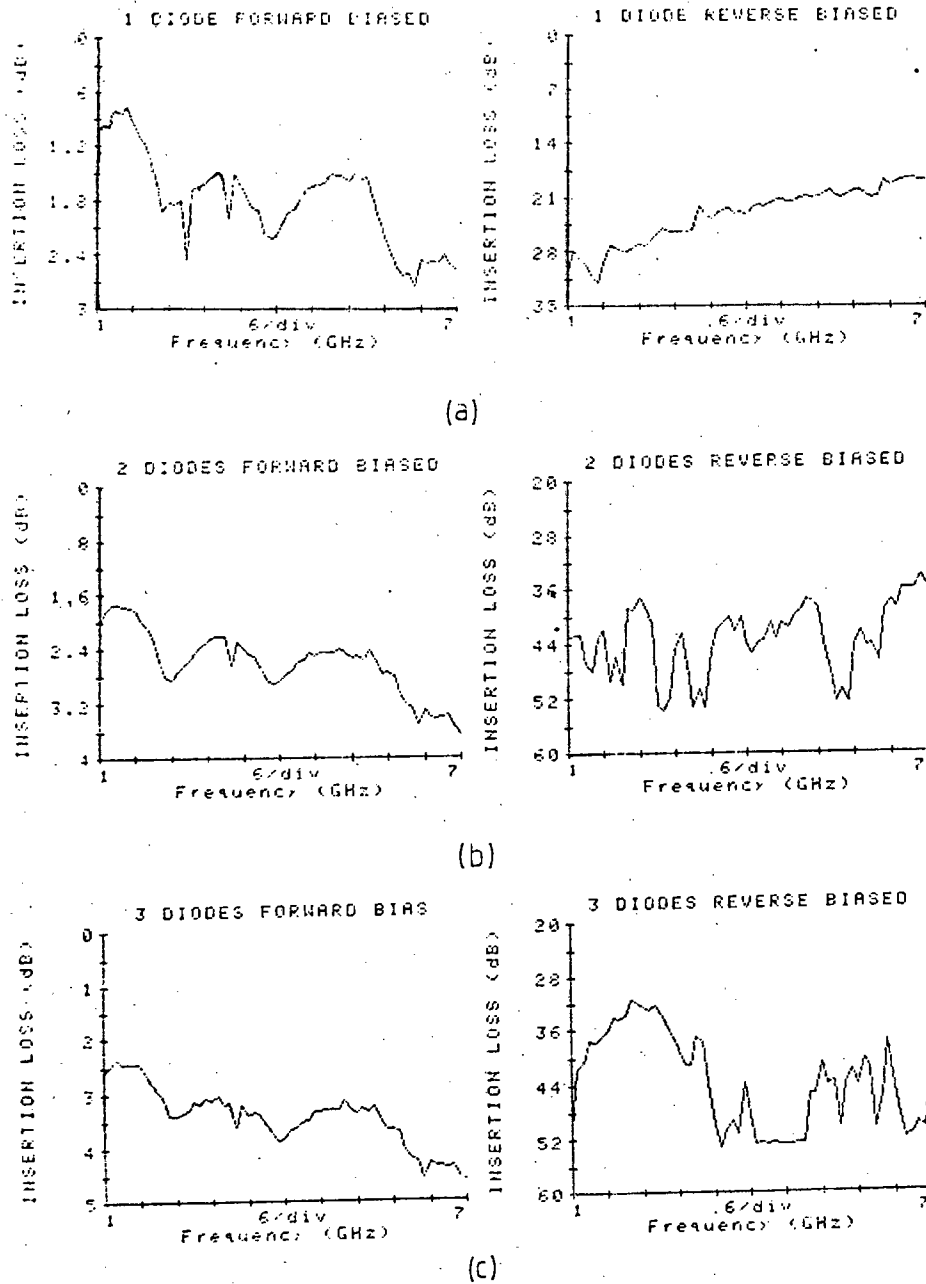 1 DIODE FORWARD BIASED
INSERTION LOSS (dB)
.6
1.2
1.8
2.4
3
1
.6/div
7
Frequency (GHz)
1 DIODE REVERSE BIASED
INSERTION LOSS (dB)
0
7
14
21
28
35
1
.6/div
7
Frequency (GHz)
(a)
2 DIODES FORWARD BIASED
INSERTION LOSS (dB)
0
.8
1.6
2.4
3.2
4
1
.6/div
7
Frequency (GHz)
2 DIODES REVERSE BIASED
INSERTION LOSS (dB)
20
28
36
44
52
60
1
.6/div
7
Frequency (GHz)
(b)
3 DIODES FORWARD BIAS
INSERTION LOSS (dB)
0
1
2
3
4
5
1
.6/div
7
Frequency (GHz)
3 DIODES REVERSE BIASED
INSERTION LOSS (dB)
20
28
36
44
52
60
1
.6/div
7
Frequency (GHz)
(c)